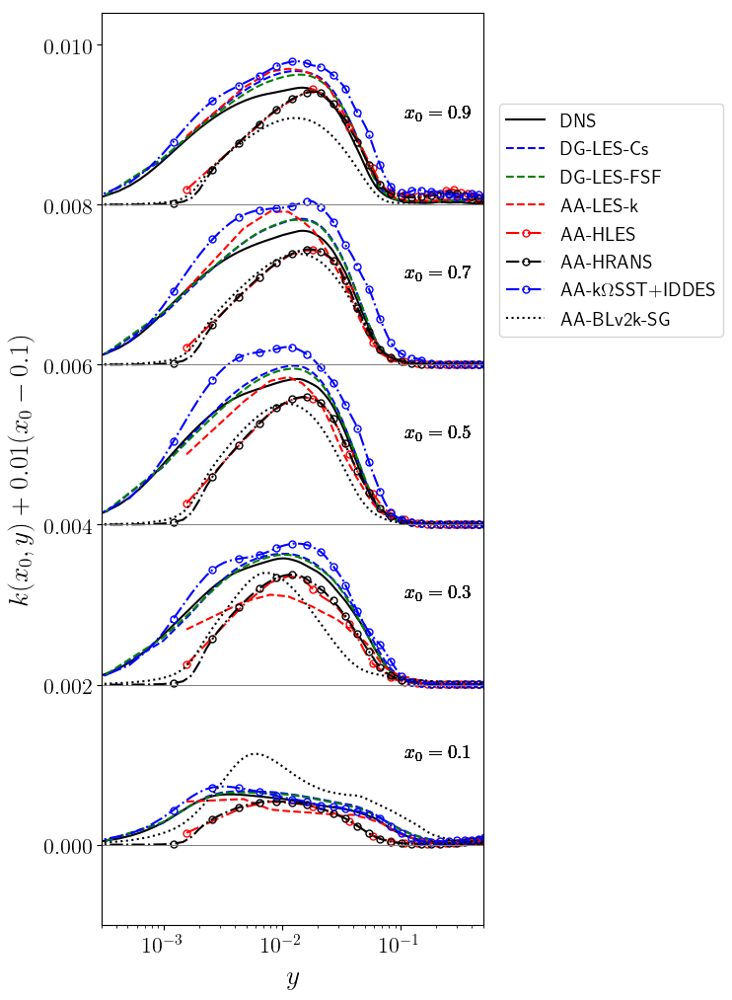 0.010
x₀ = 0.9
0.008
x₀ = 0.7
0.006
x₀ = 0.5
0.004
x₀ = 0.3
0.002
x₀ = 0.1
0.000
k(x₀, y) + 0.01(x₀ − 0.1)
10⁻³ 10⁻² 10⁻¹
y
DNS
DG-LES-Cs
DG-LES-FSF
AA-LES-k
AA-HLES
AA-HRANS
AA-kΩSST+IDDES
AA-BLv2k-SG